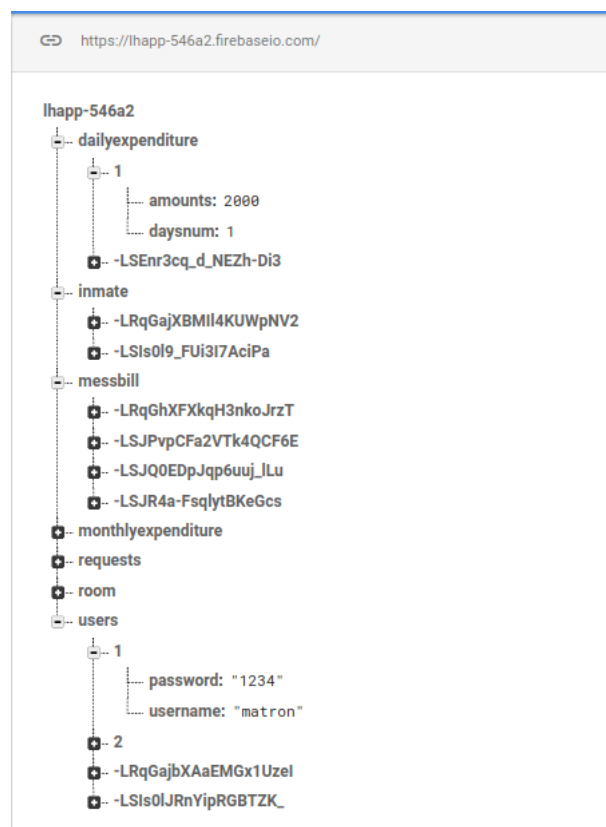 https://lhapp-546a2.firebaseio.com/
lhapp-546a2
dailyexpenditure
1
amounts: 2000
daysnum: 1
-LSEnr3cq_d_NEZh-Di3
inmate
-LRqGajXBMIl4KUWpNV2
-LSIs0l9_FUi3I7AciPa
messbill
-LRqGhXFXkqH3nkoJrzT
-LSJPvpCFa2VTk4QCF6E
-LSJQ0EDpJqp6uuj_lLu
-LSJR4a-FsqlytBKeGcs
monthlyexpenditure
requests
room
users
1
password: "1234"
username: "matron"
2
-LRqGajbXAaEMGx1UzeI
-LSIs0lJRnYipRGBTZK_